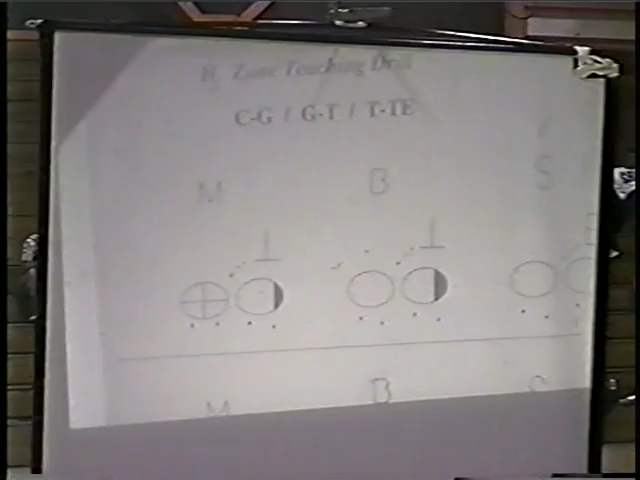 B. Zone Teaching Drill
C-G / G-T / T-TE
M B S
E
M B S